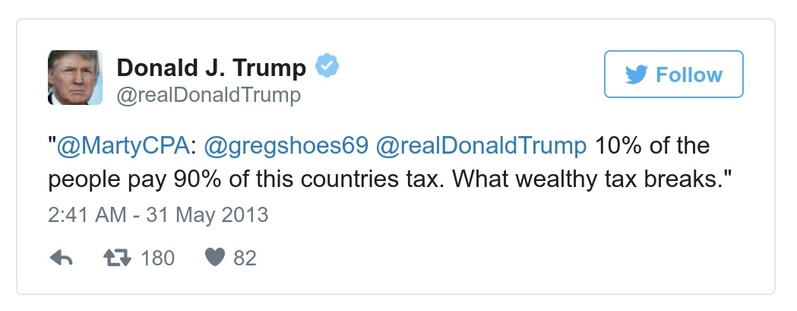 Donald J. Trump
@realDonaldTrump
Follow
"@MartyCPA: @gregshoes69 @realDonaldTrump 10% of the
people pay 90% of this countries tax. What wealthy tax breaks."
2:41 AM - 31 May 2013
180 82